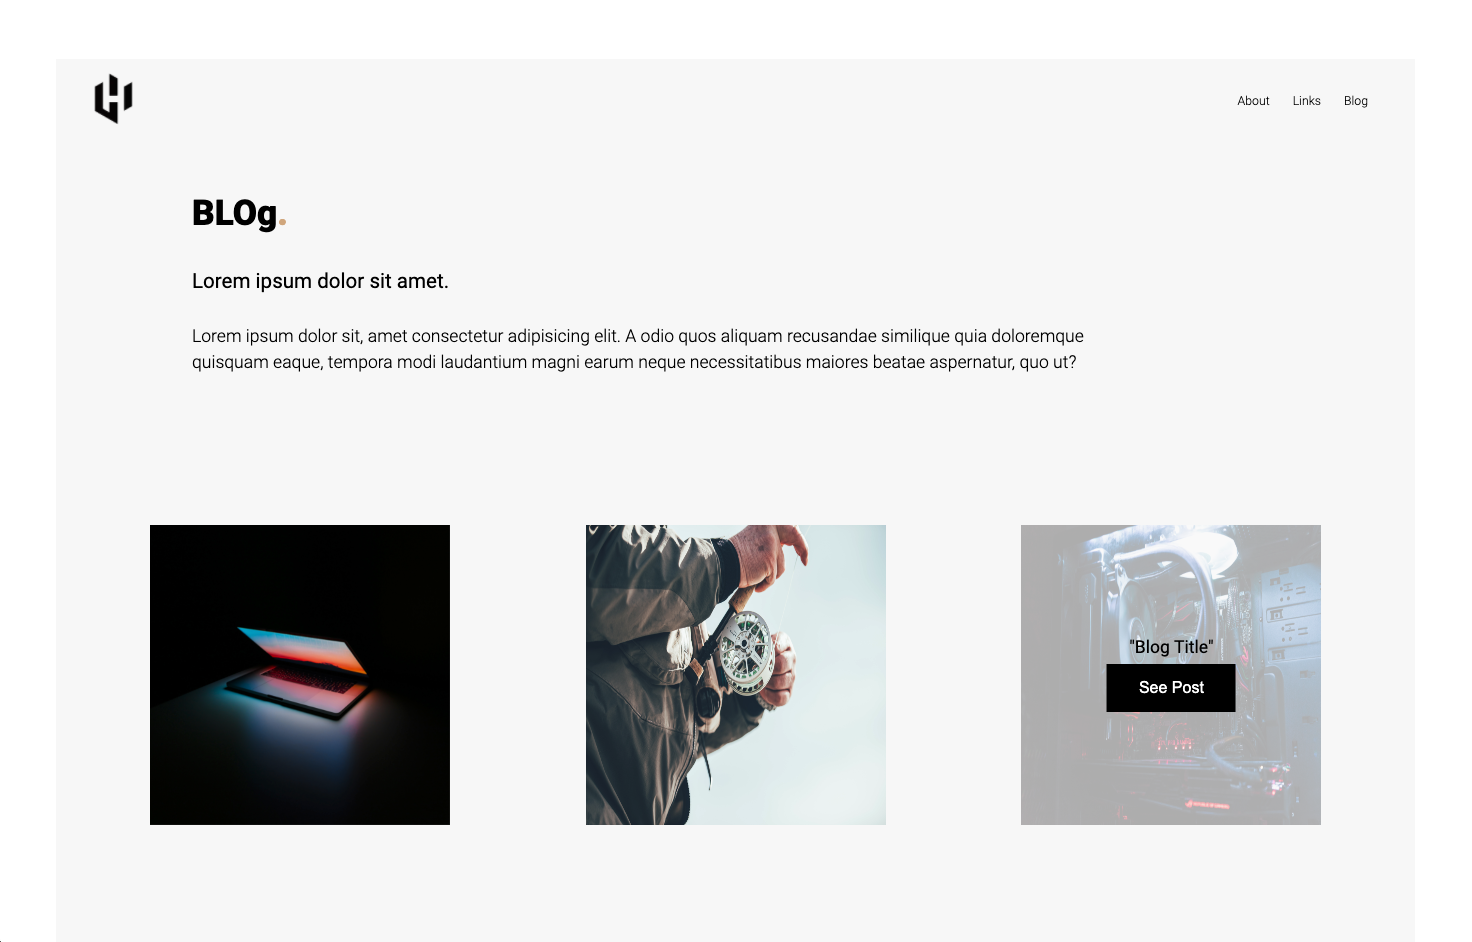 About Links Blog
BLOg.
Lorem ipsum dolor sit amet.
Lorem ipsum dolor sit, amet consectetur adipisicing elit. A odio quos aliquam recusandae similique quia doloremque
quisquam eaque, tempora modi laudantium magni earum neque necessitatibus maiores beatae aspernatur, quo ut?
"Blog Title"
See Post